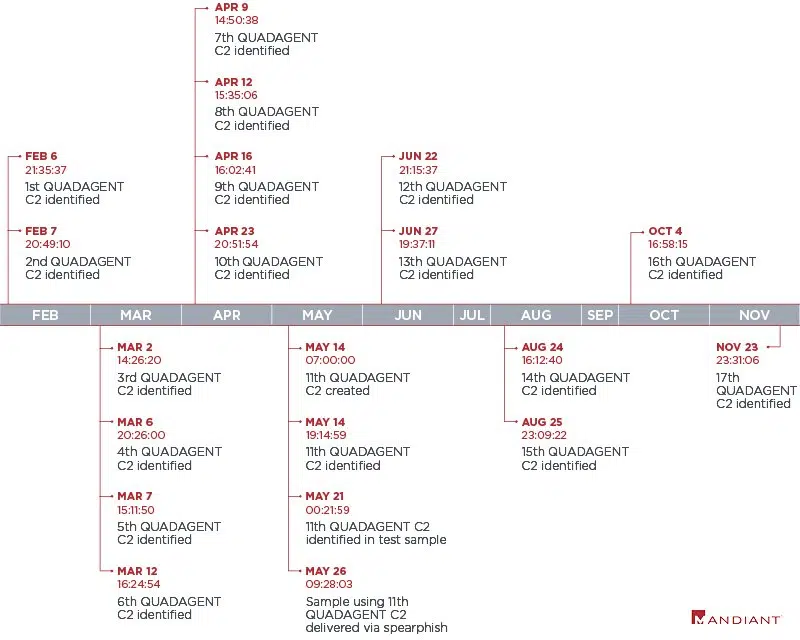 APR 9
14:50:38
7th QUADAGENT
C2 identified
APR 12
15:35:06
8th QUADAGENT
C2 identified
FEB 6
21:35:37
1st QUADAGENT
C2 identified
APR 16
16:02:41
9th QUADAGENT
C2 identified
JUN 22
21:15:37
12th QUADAGENT
C2 identified
FEB 7
20:49:10
2nd QUADAGENT
C2 identified
APR 23
20:51:54
10th QUADAGENT
C2 identified
JUN 27
19:37:11
13th QUADAGENT
C2 identified
OCT 4
16:58:15
16th QUADAGENT
C2 identified
FEB MAR APR MAY JUN JUL AUG SEP OCT NOV
MAR 2
14:26:20
3rd QUADAGENT
C2 identified
MAY 14
07:00:00
11th QUADAGENT
C2 created
AUG 24
16:12:40
14th QUADAGENT
C2 identified
NOV 23
23:31:06
17th
QUADAGENT
C2 identified
MAR 6
20:26:00
4th QUADAGENT
C2 identified
MAY 14
19:14:59
11th QUADAGENT
C2 identified
AUG 25
23:09:22
15th QUADAGENT
C2 identified
MAR 7
15:11:50
5th QUADAGENT
C2 identified
MAY 21
00:21:59
11th QUADAGENT C2
identified in test sample
MAR 12
16:24:54
6th QUADAGENT
C2 identified
MAY 26
09:28:03
Sample using 11th
QUADAGENT C2
delivered via spearphish
MANDIANT